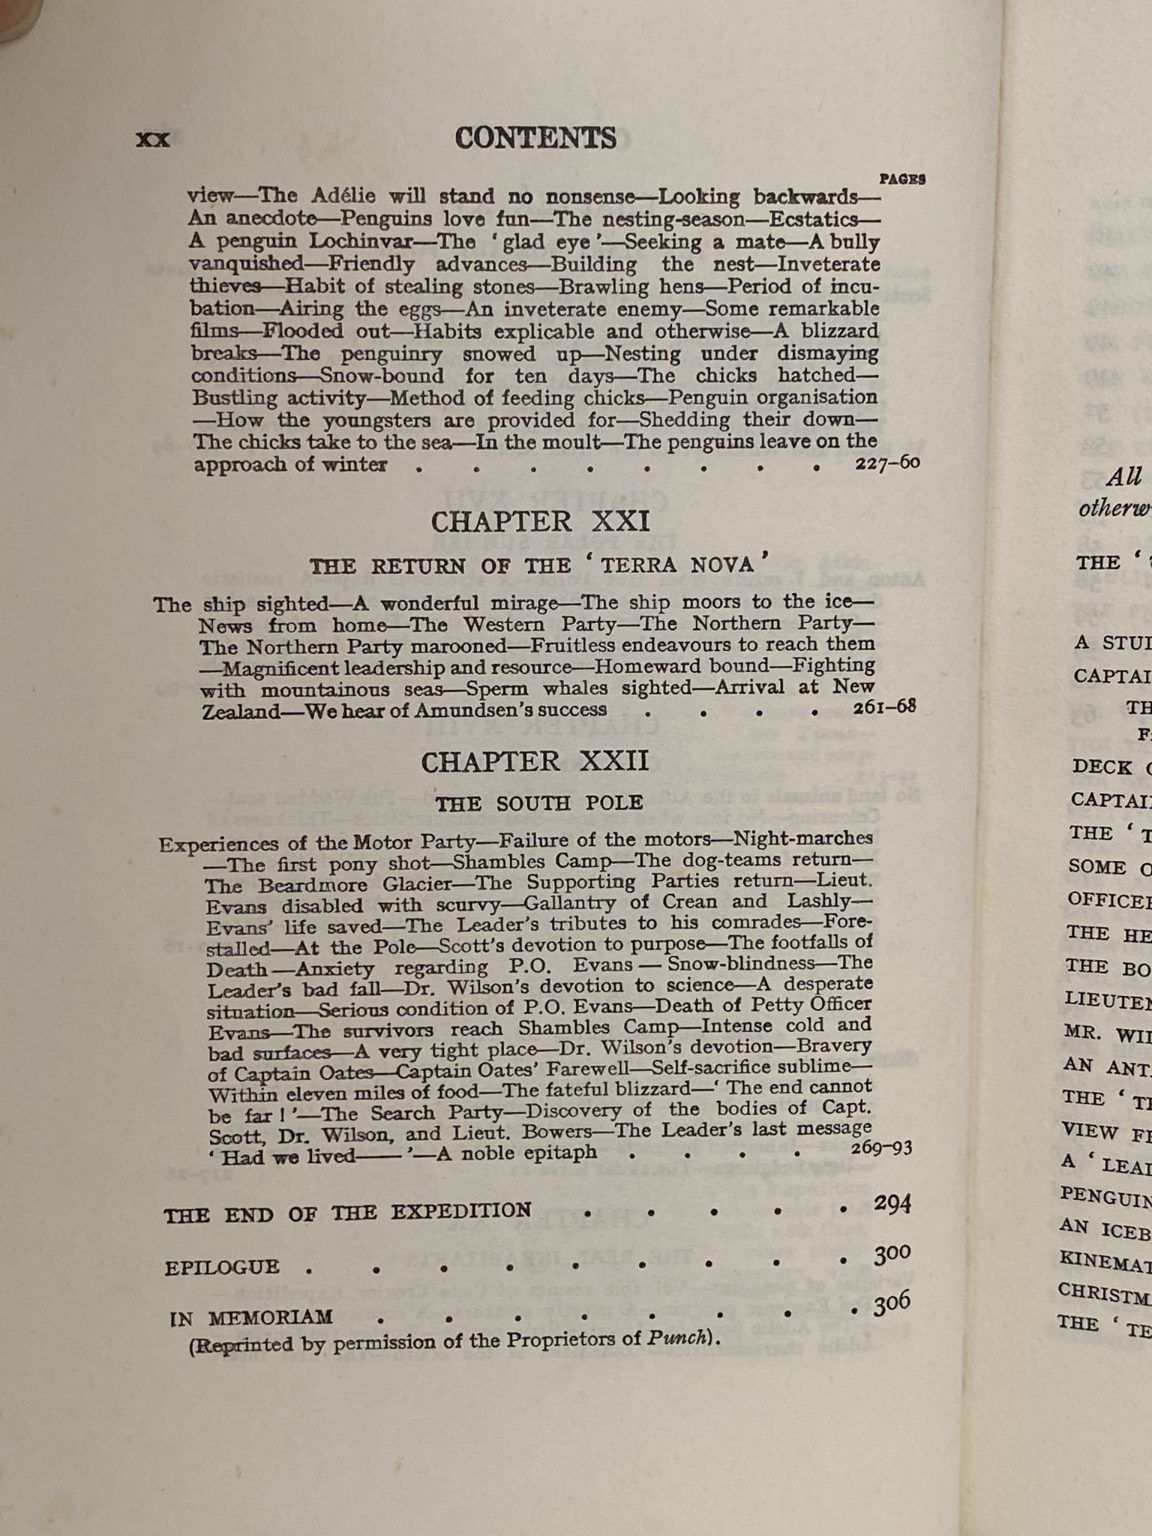 xx CONTENTS
PAGES
view—The Adélie will stand no nonsense—Looking backwards—
An anecdote—Penguins love fun—The nesting-season—Ecstatics—
A penguin Lochinvar—The ‘glad eye’—Seeking a mate—A bully
vanquished—Friendly advances—Building the nest—Inveterate
thieves—Habit of stealing stones—Brawling hens—Period of incu-
bation—Airing the eggs—An inveterate enemy—Some remarkable
films—Flooded out—Habits explicable and otherwise—A blizzard
breaks—The penguinry snowed up—Nesting under dismaying
conditions—Snow-bound for ten days—The chicks hatched—
Bustling activity—Method of feeding chicks—Penguin organisation
—How the youngsters are provided for—Shedding their down—
The chicks take to the sea—In the moult—The penguins leave on the
approach of winter . . . . . . . . 227–60
CHAPTER XXI
THE RETURN OF THE ‘TERRA NOVA’
The ship sighted—A wonderful mirage—The ship moors to the ice—
News from home—The Western Party—The Northern Party—
The Northern Party marooned—Fruitless endeavours to reach them
—Magnificent leadership and resource—Homeward bound—Fighting
with mountainous seas—Sperm whales sighted—Arrival at New
Zealand—We hear of Amundsen’s success . . . . 261–68
CHAPTER XXII
THE SOUTH POLE
Experiences of the Motor Party—Failure of the motors—Night-marches
—The first pony shot—Shambles Camp—The dog-teams return—
The Beardmore Glacier—The Supporting Parties return—Lieut.
Evans disabled with scurvy—Gallantry of Crean and Lashly—
Evans’ life saved—The Leader’s tributes to his comrades—Fore-
stalled—At the Pole—Scott’s devotion to purpose—The footfalls of
Death—Anxiety regarding P.O. Evans—Snow-blindness—The
Leader’s bad fall—Dr. Wilson’s devotion to science—A desperate
situation—Serious condition of P.O. Evans—Death of Petty Officer
Evans—The survivors reach Shambles Camp—Intense cold and
bad surfaces—A very tight place—Dr. Wilson’s devotion—Bravery
of Captain Oates—Captain Oates’ Farewell—Self-sacrifice sublime—
Within eleven miles of food—The fateful blizzard—‘The end cannot
be far!’—The Search Party—Discovery of the bodies of Capt.
Scott, Dr. Wilson, and Lieut. Bowers—The Leader’s last message
‘Had we lived——’—A noble epitaph . . . . 269–93
THE END OF THE EXPEDITION . . . . . 294
EPILOGUE . . . . . . . . . 300
IN MEMORIAM . . . . . . . . 306
(Reprinted by permission of the Proprietors of Punch).
All
otherw
THE ‘
A STUD
CAPTAI
TH
F
DECK
CAPTAI
THE ‘T
SOME O
OFFICE
THE HE
THE BO
LIEUTEN
MR. WI
AN ANT
THE ‘TE
VIEW F
A ‘LEA
PENGUIN
AN ICEB
KINEMAT
CHRISTM
THE ‘TE